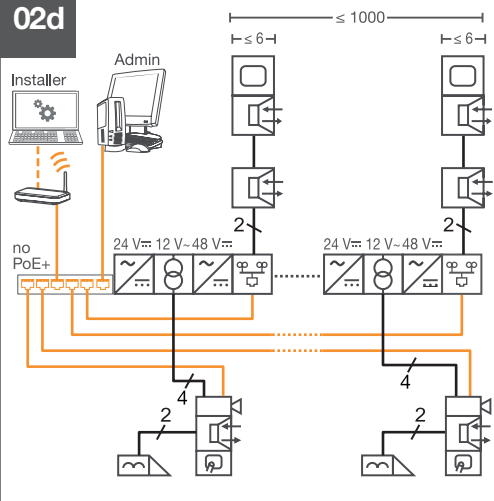 02d
≤ 1000
≤ 6
≤ 6
Installer
Admin
2
2
no
PoE+
24 V⎓ 12 V~ 48 V⎓
24 V⎓ 12 V~ 48 V⎓
4
4
2
2